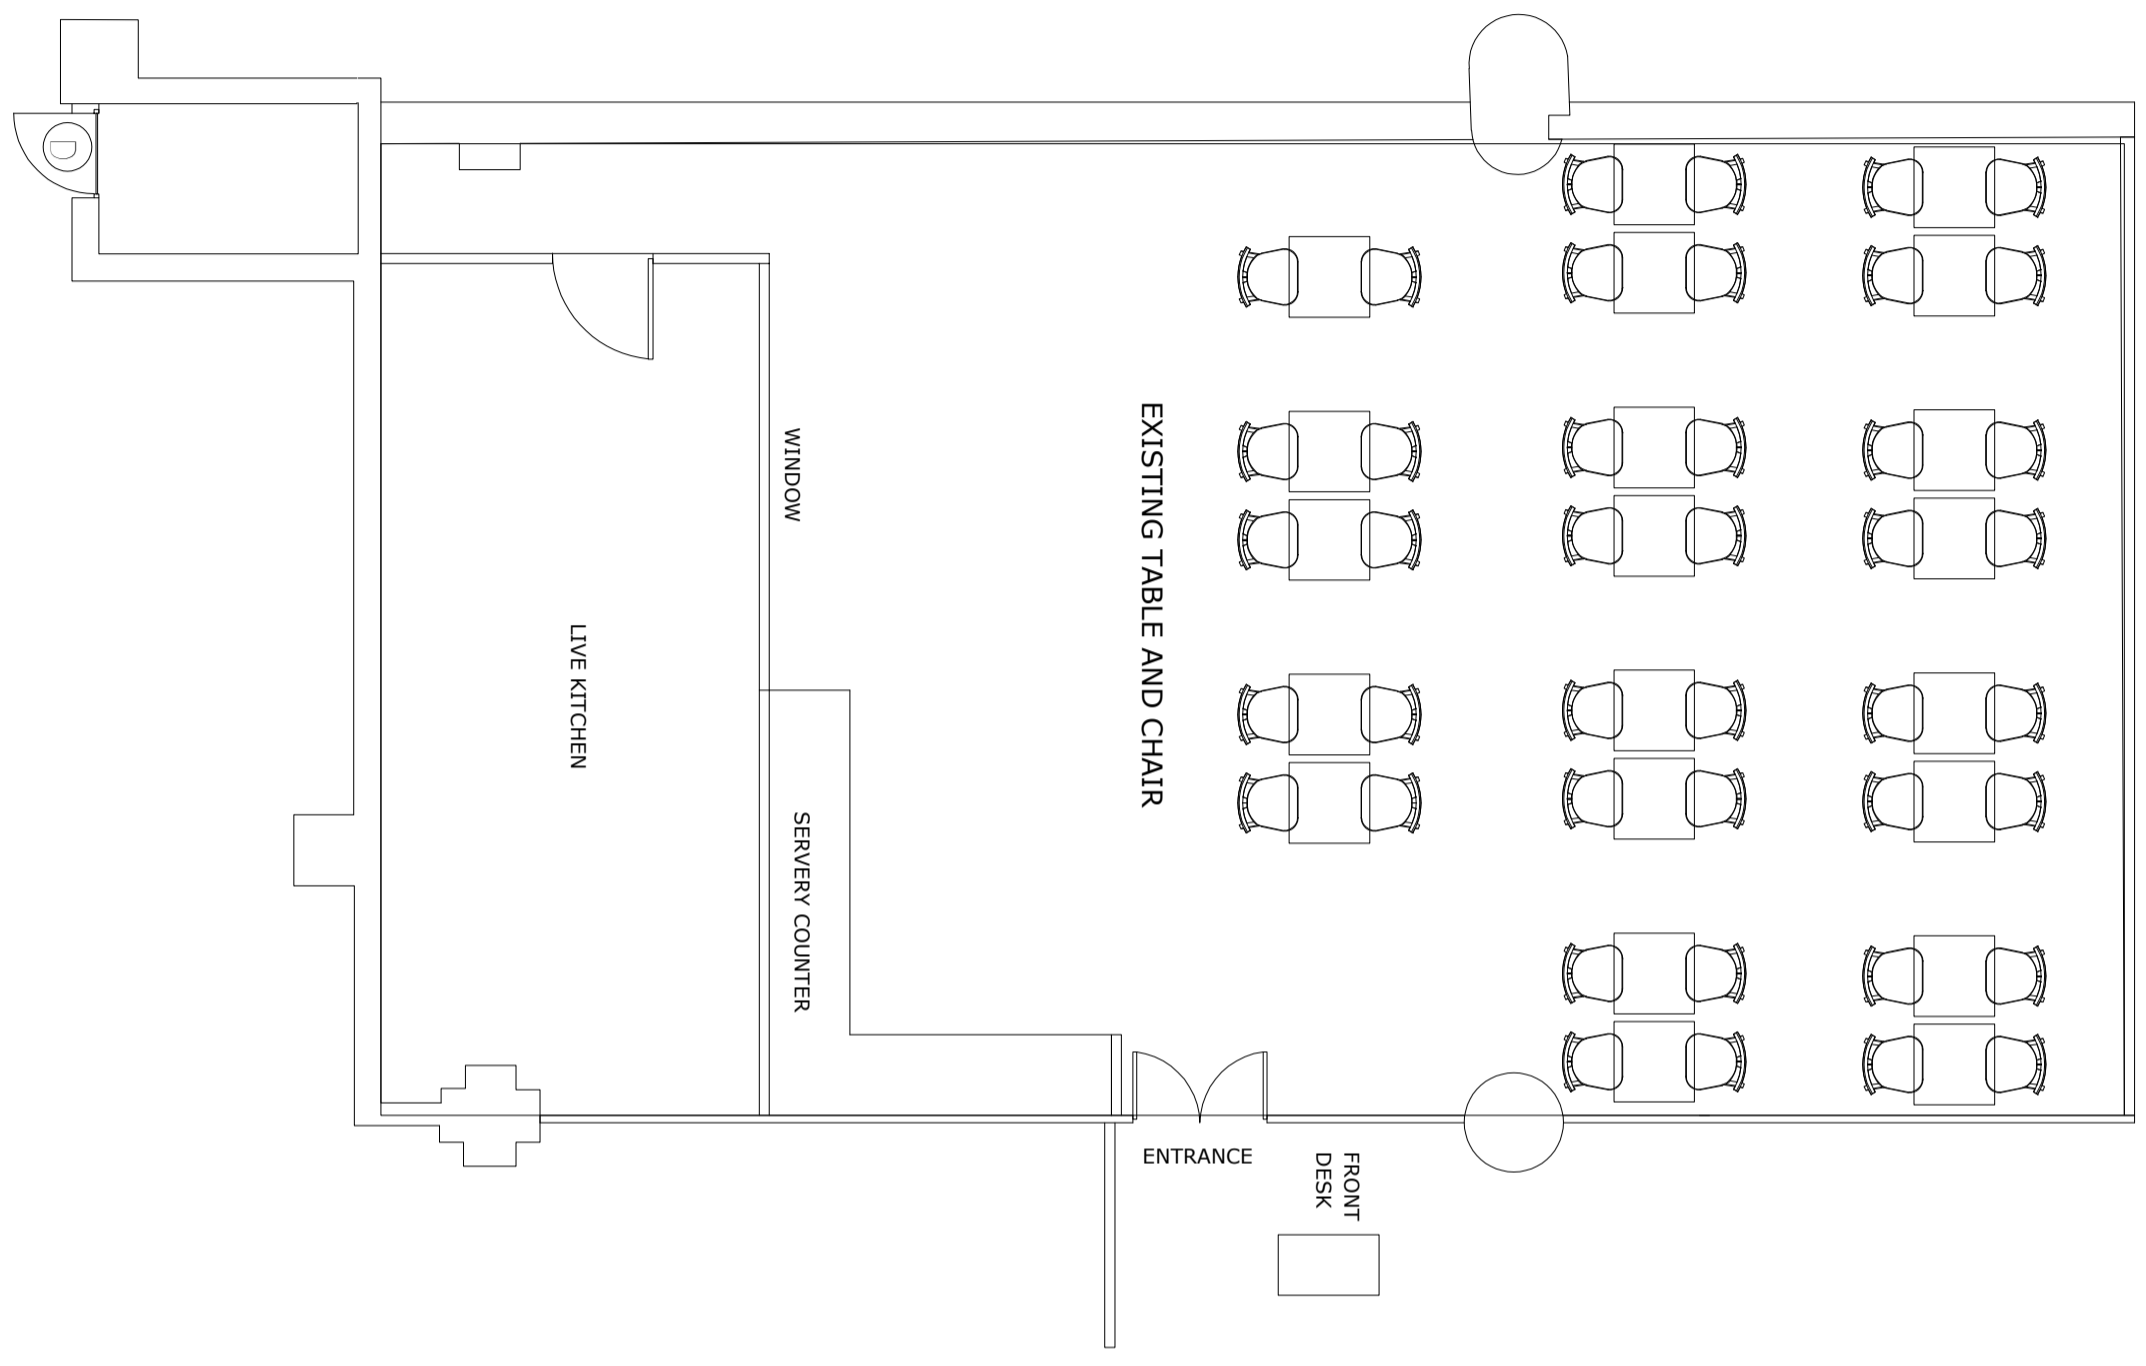 WINDOW
EXISTING TABLE AND CHAIR
LIVE KITCHEN
SERVERY COUNTER
ENTRANCE
FRONT
DESK
D